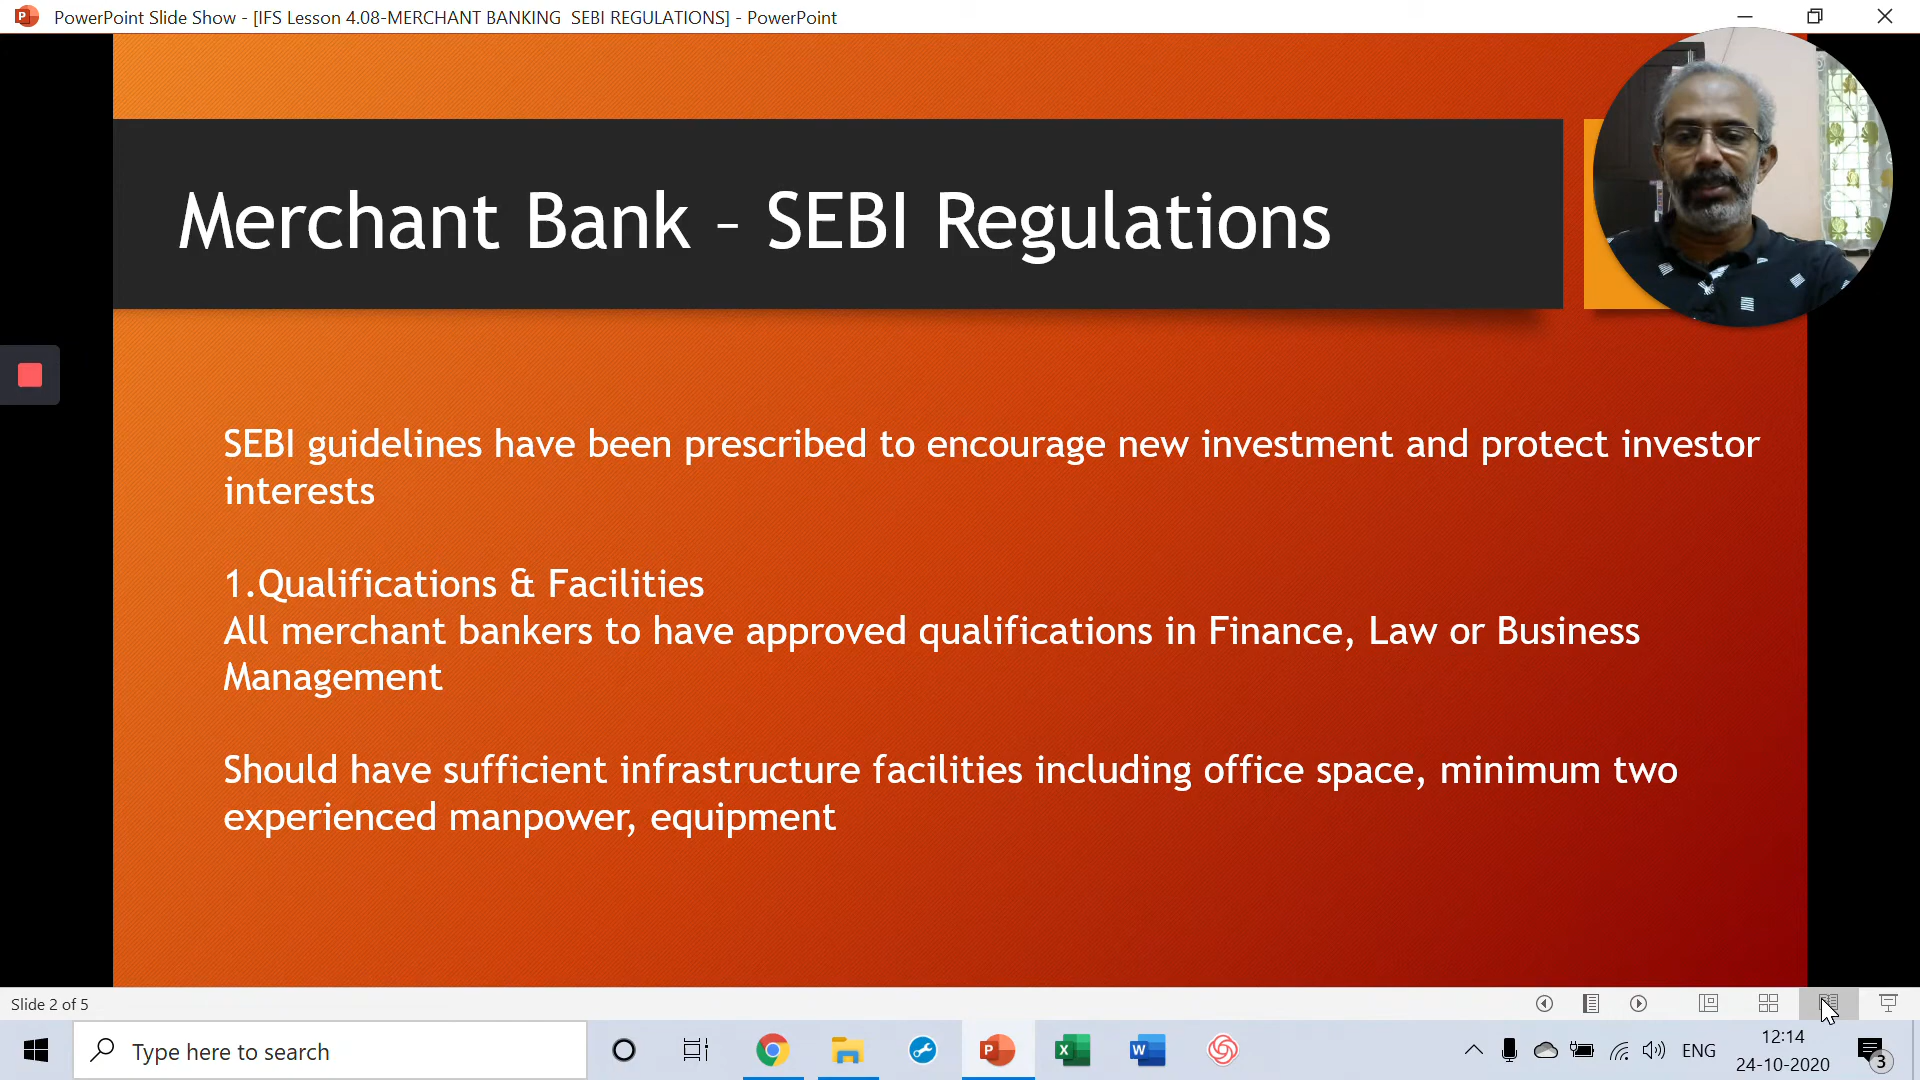 PowerPoint Slide Show - [IFS Lesson 4.08-MERCHANT BANKING  SEBI REGULATIONS] - PowerPoint
Merchant Bank – SEBI Regulations
SEBI guidelines have been prescribed to encourage new investment and protect investor
interests
1.Qualifications & Facilities
All merchant bankers to have approved qualifications in Finance, Law or Business
Management
Should have sufficient infrastructure facilities including office space, minimum two
experienced manpower, equipment
Slide 2 of 5
Type here to search
ENG
12:14
24-10-2020
3